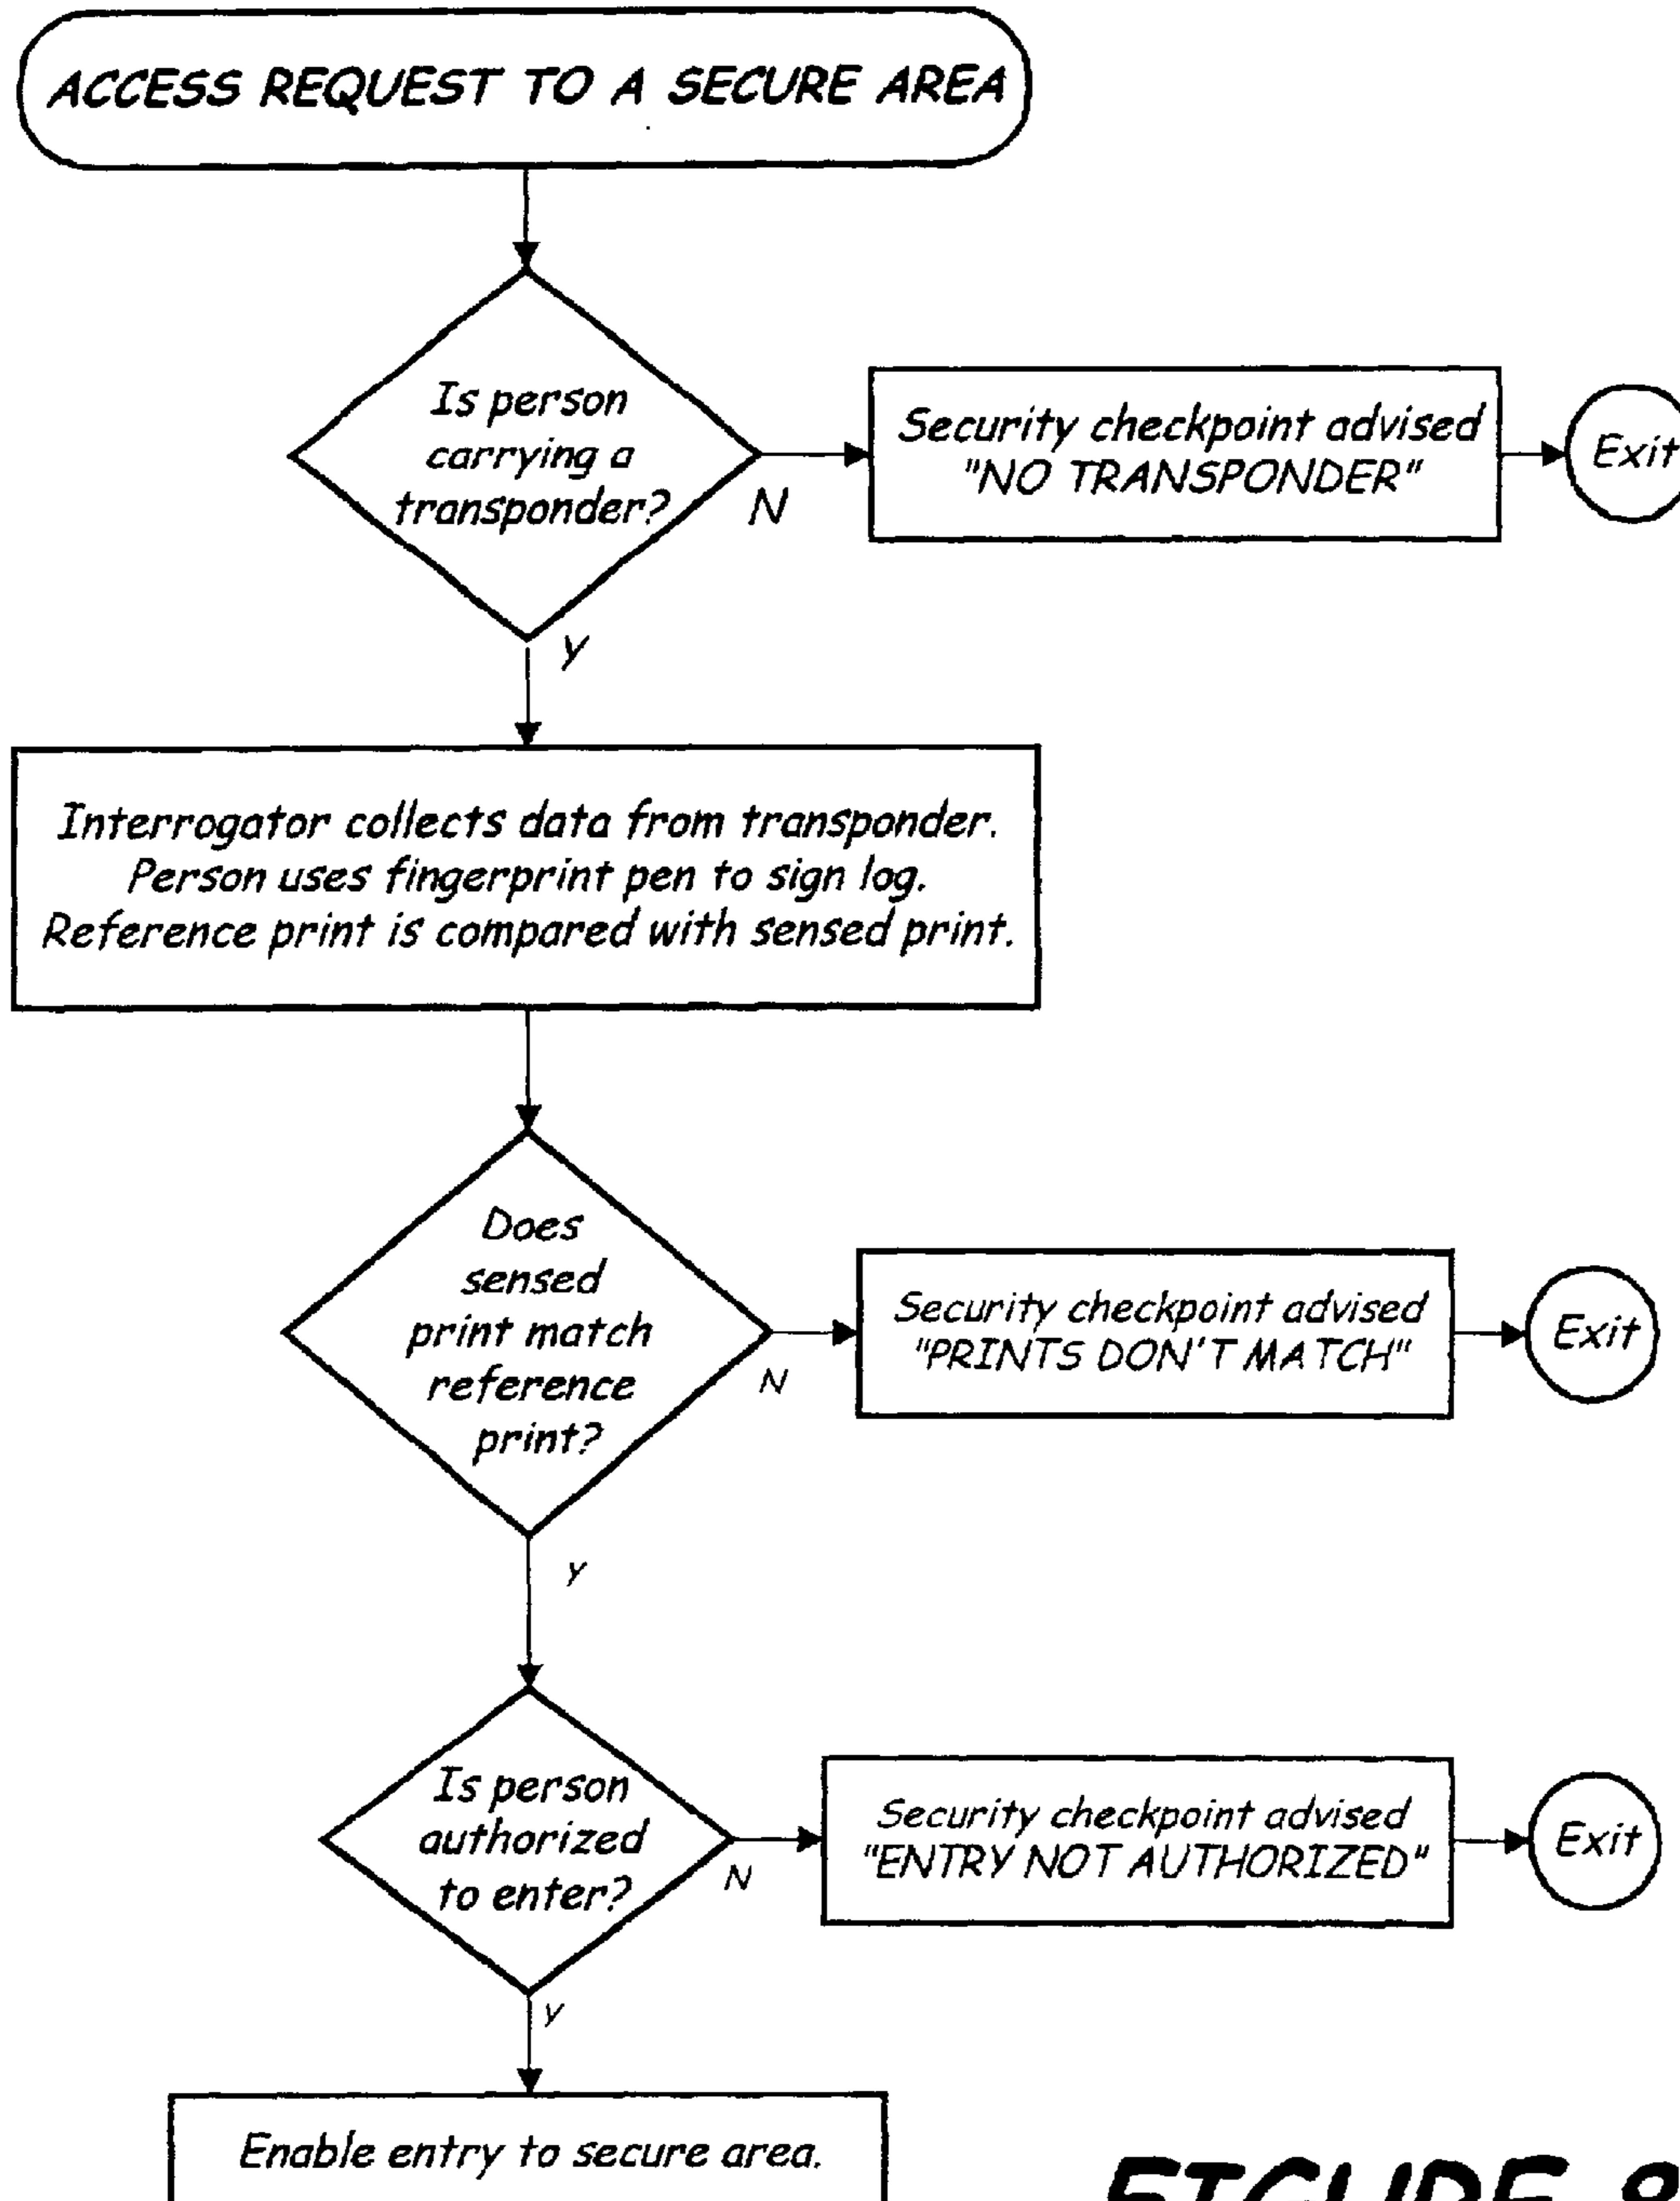 ACCESS REQUEST TO A SECURE AREA
Is person
carrying a
transponder?
N
Security checkpoint advised
"NO TRANSPONDER"
Exit
Y
Interrogator collects data from transponder.
Person uses fingerprint pen to sign log.
Reference print is compared with sensed print.
Does
sensed
print match
reference
print?
N
Security checkpoint advised
"PRINTS DON'T MATCH"
Exit
Y
Is person
authorized
to enter?
N
Security checkpoint advised
"ENTRY NOT AUTHORIZED"
Exit
Y
Enable entry to secure area.
FIGURE 8